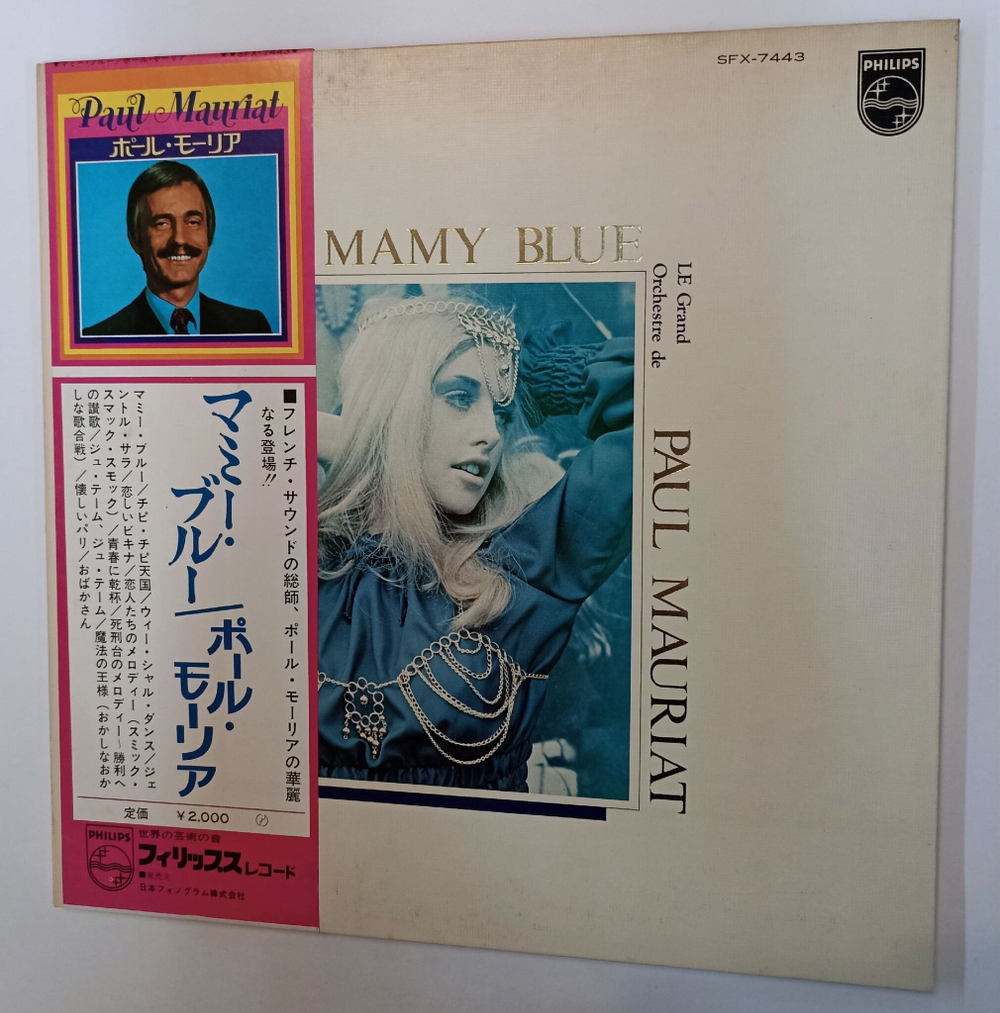 Paul Mauriat
ポール・モーリア
■フレンチ・サウンドの総師、ポール・モーリアの華麗
なる登場!!
マミー・
ブルー/ポール・
モーリア
マミー・ブルー/チピ・チピ天国/ウィー・シャル・ダンス/ジェ
ントル・サラ/恋しいビキナ/恋人たちのメロディー(スミック・
スマック・スモック)/青春に乾杯/死刑台のメロディー~勝利へ
の讃歌/ジュ・テーム、ジュ・テーム/魔法の王様(おかしなおか
しな歌合戦)/懐しいパリ/おばかさん
定価 ¥2,000
PHILIPS
世界の芸術の音
フィリップスレコード
■発売元
日本フォノグラム株式会社
SFX-7443
PHILIPS
MAMY BLUE
LE Grand
Orchestre de
PAUL MAURIAT